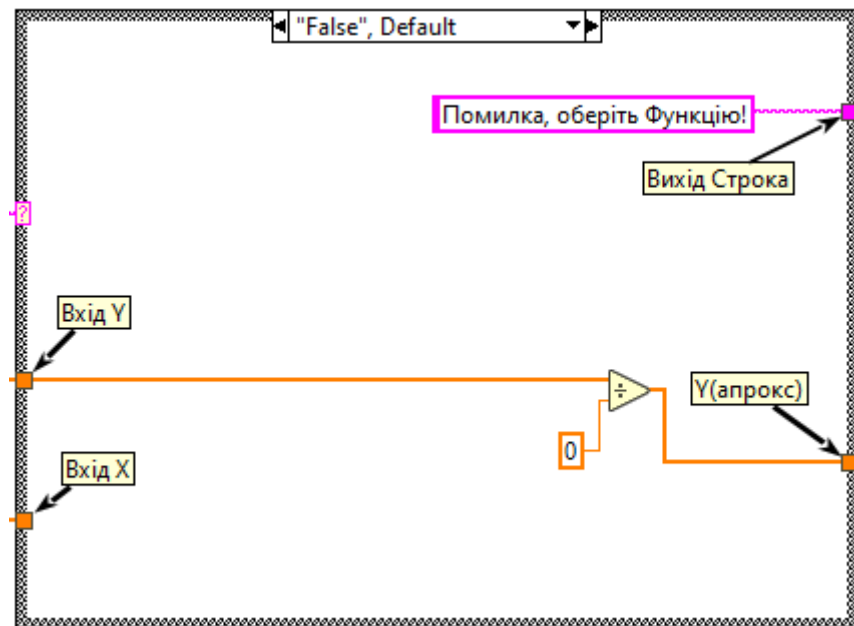 "False", Default
Помилка, оберіть Функцію!
Вихід Строка
?
Вхід Y
÷
Y(апрокс)
0
Вхід X